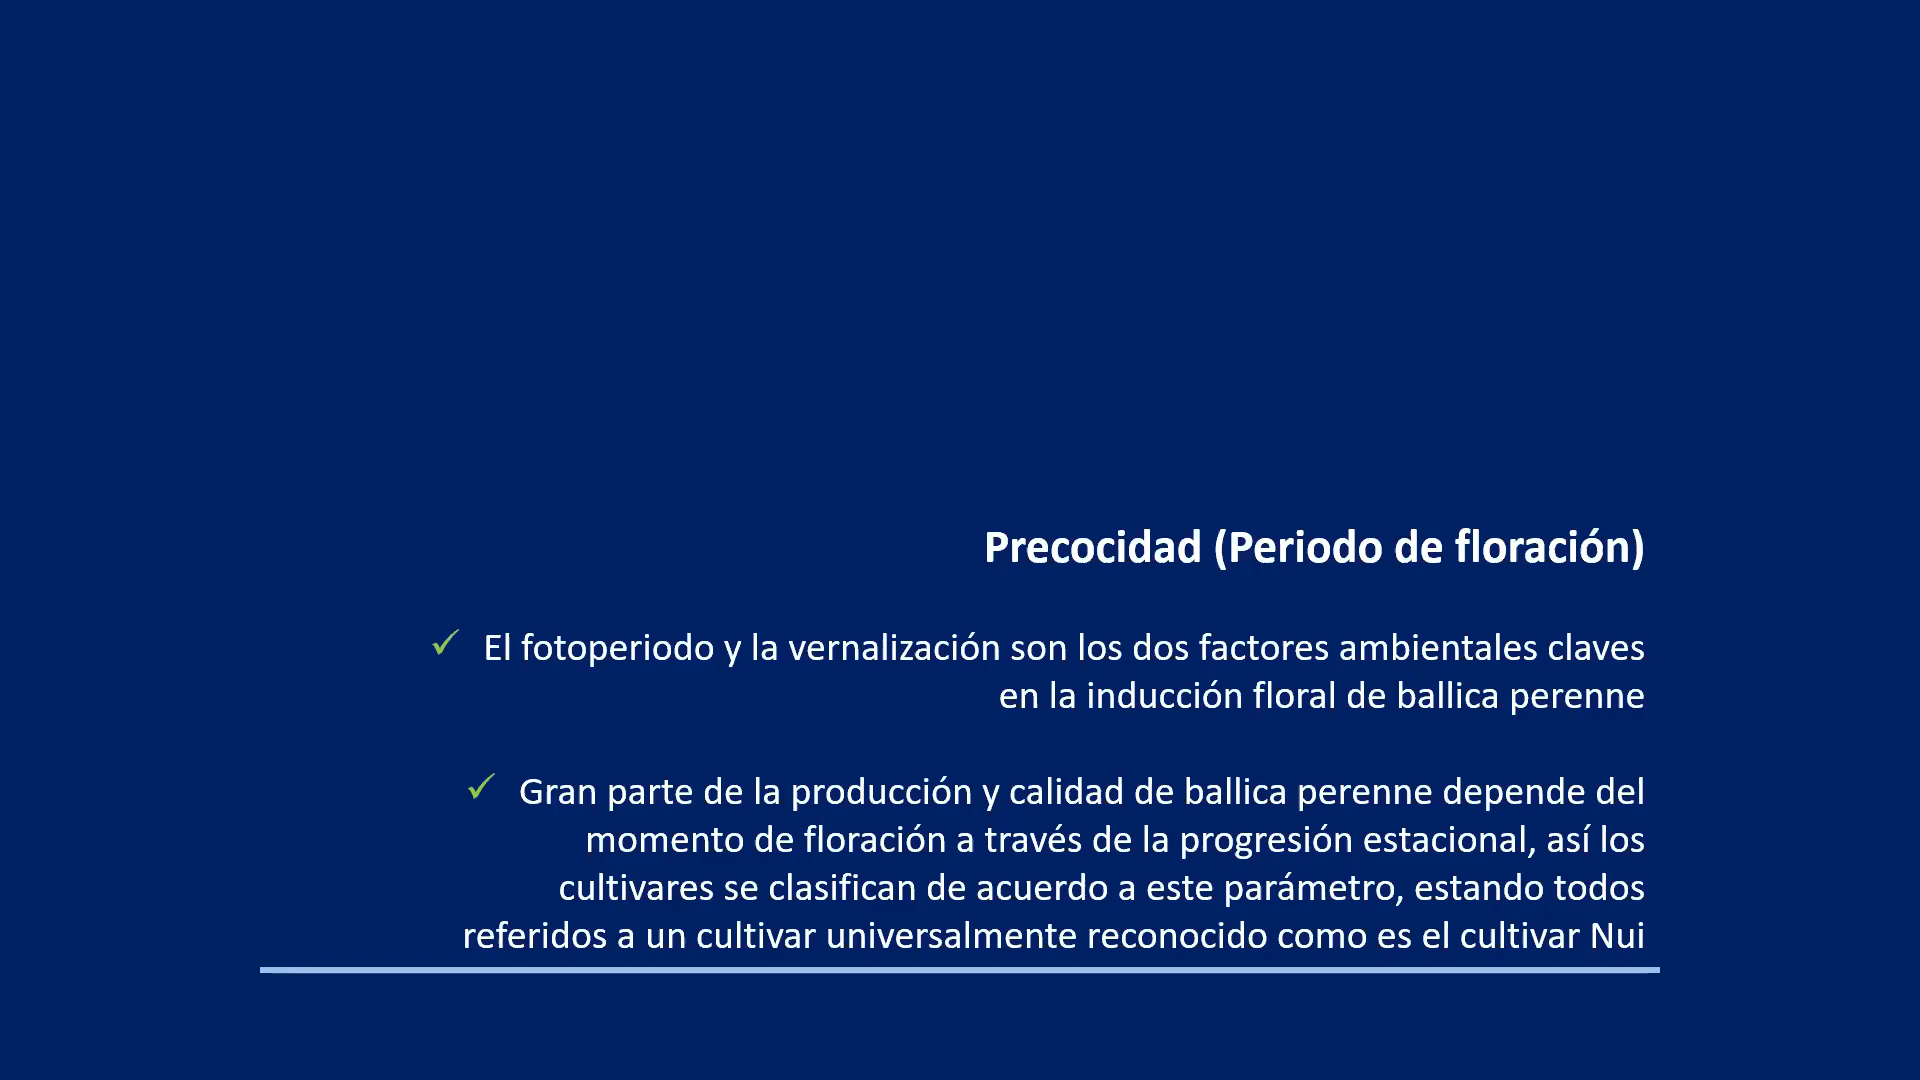 Precocidad (Periodo de floración)
✓ El fotoperiodo y la vernalización son los dos factores ambientales claves
en la inducción floral de ballica perenne
✓ Gran parte de la producción y calidad de ballica perenne depende del
momento de floración a través de la progresión estacional, así los
cultivares se clasifican de acuerdo a este parámetro, estando todos
referidos a un cultivar universalmente reconocido como es el cultivar Nui